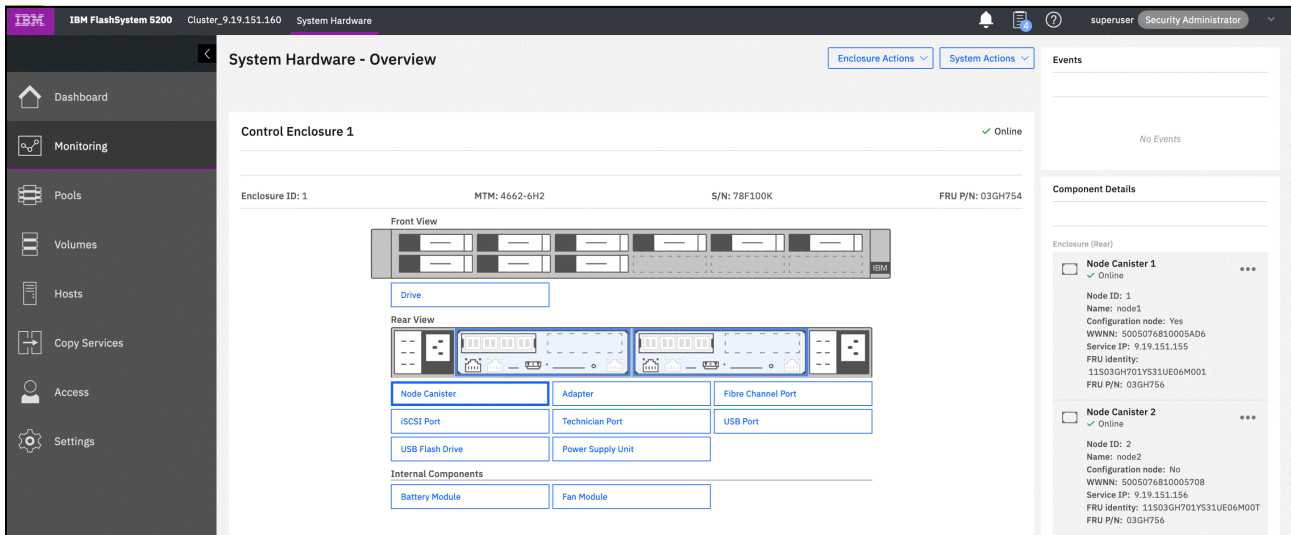 IBM IBM FlashSystem 5200 Cluster_9.19.151.160 System Hardware 4 superuser Security Administrator
Dashboard
Monitoring
Pools
Volumes
Hosts
Copy Services
Access
Settings
System Hardware - Overview
Enclosure Actions System Actions
Control Enclosure 1 Online
Enclosure ID: 1 MTM: 4662-6H2 S/N: 78F100K FRU P/N: 03GH754
Front View
IBM
Drive
Rear View
Node Canister Adapter Fibre Channel Port
iSCSI Port Technician Port USB Port
USB Flash Drive Power Supply Unit
Internal Components
Battery Module Fan Module
Events
No Events
Component Details
Enclosure (Rear)
Node Canister 1
Online
Node ID: 1
Name: node1
Configuration node: Yes
WWNN: 5005076810005AD6
Service IP: 9.19.151.155
FRU identity:
11S03GH701YS31UE06M001
FRU P/N: 03GH756
Node Canister 2
Online
Node ID: 2
Name: node2
Configuration node: No
WWNN: 5005076810005708
Service IP: 9.19.151.156
FRU identity: 11S03GH701YS31UE06M00T
FRU P/N: 03GH756